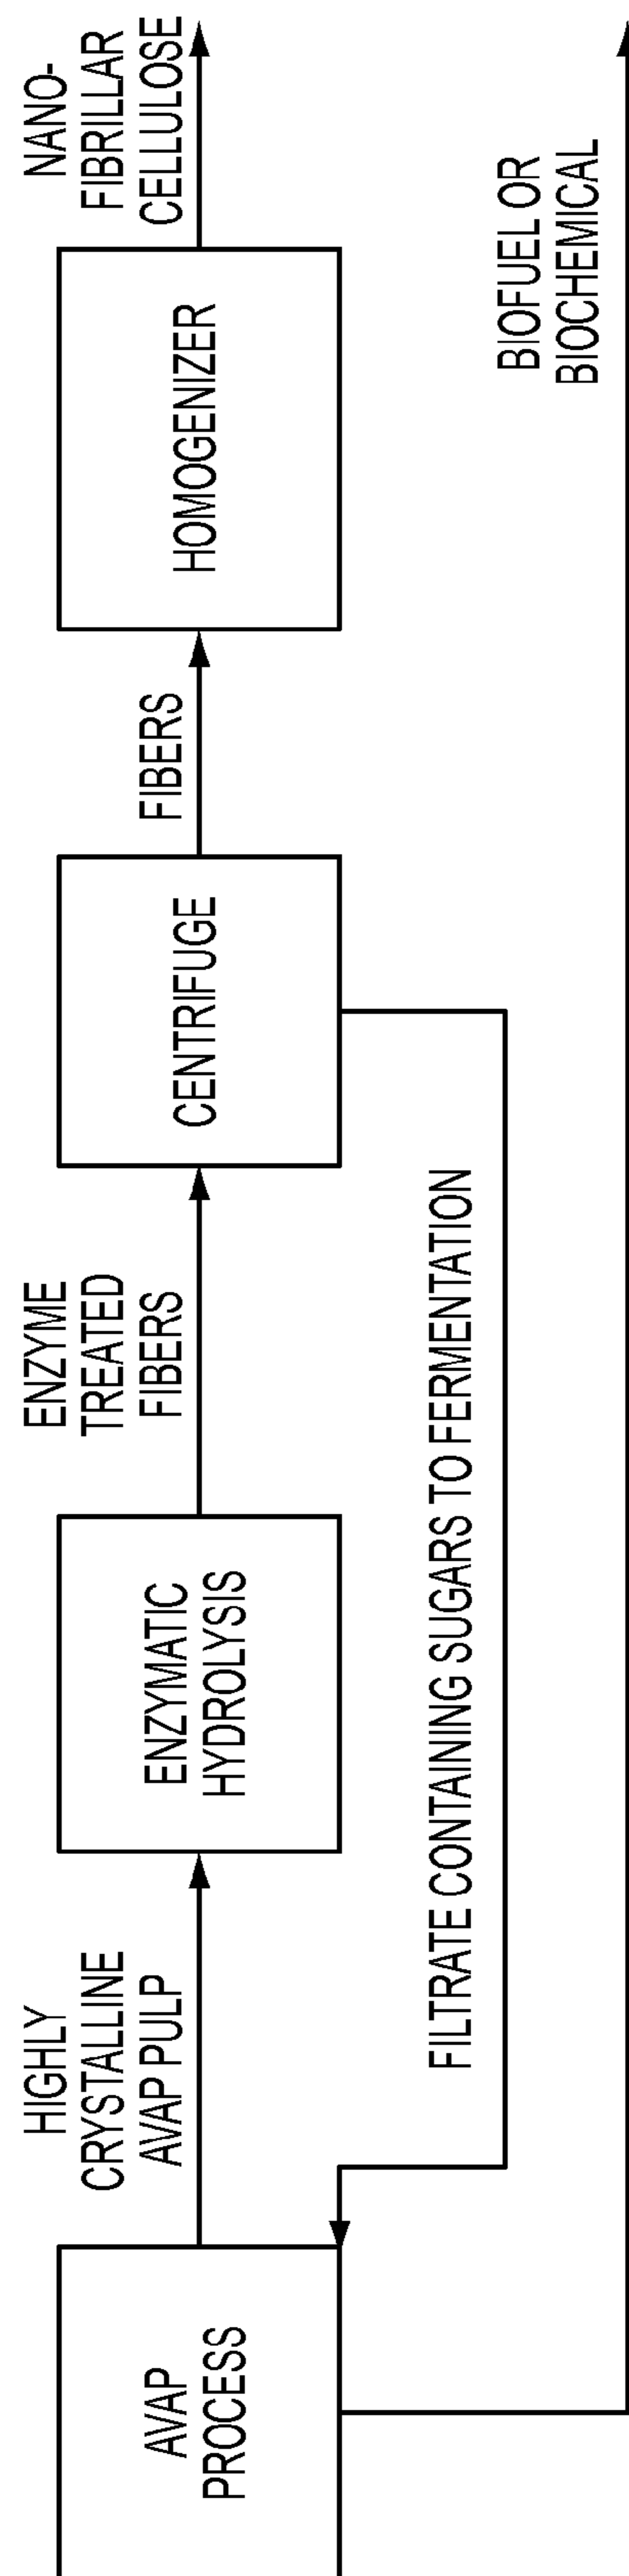 AVAP
PROCESS
HIGHLY
CRYSTALLINE
AVAP PULP
ENZYMATIC
HYDROLYSIS
ENZYME
TREATED
FIBERS
CENTRIFUGE
FIBERS
HOMOGENIZER
NANO-
FIBRILLAR
CELLULOSE
FILTRATE CONTAINING SUGARS TO FERMENTATION
BIOFUEL OR
BIOCHEMICAL